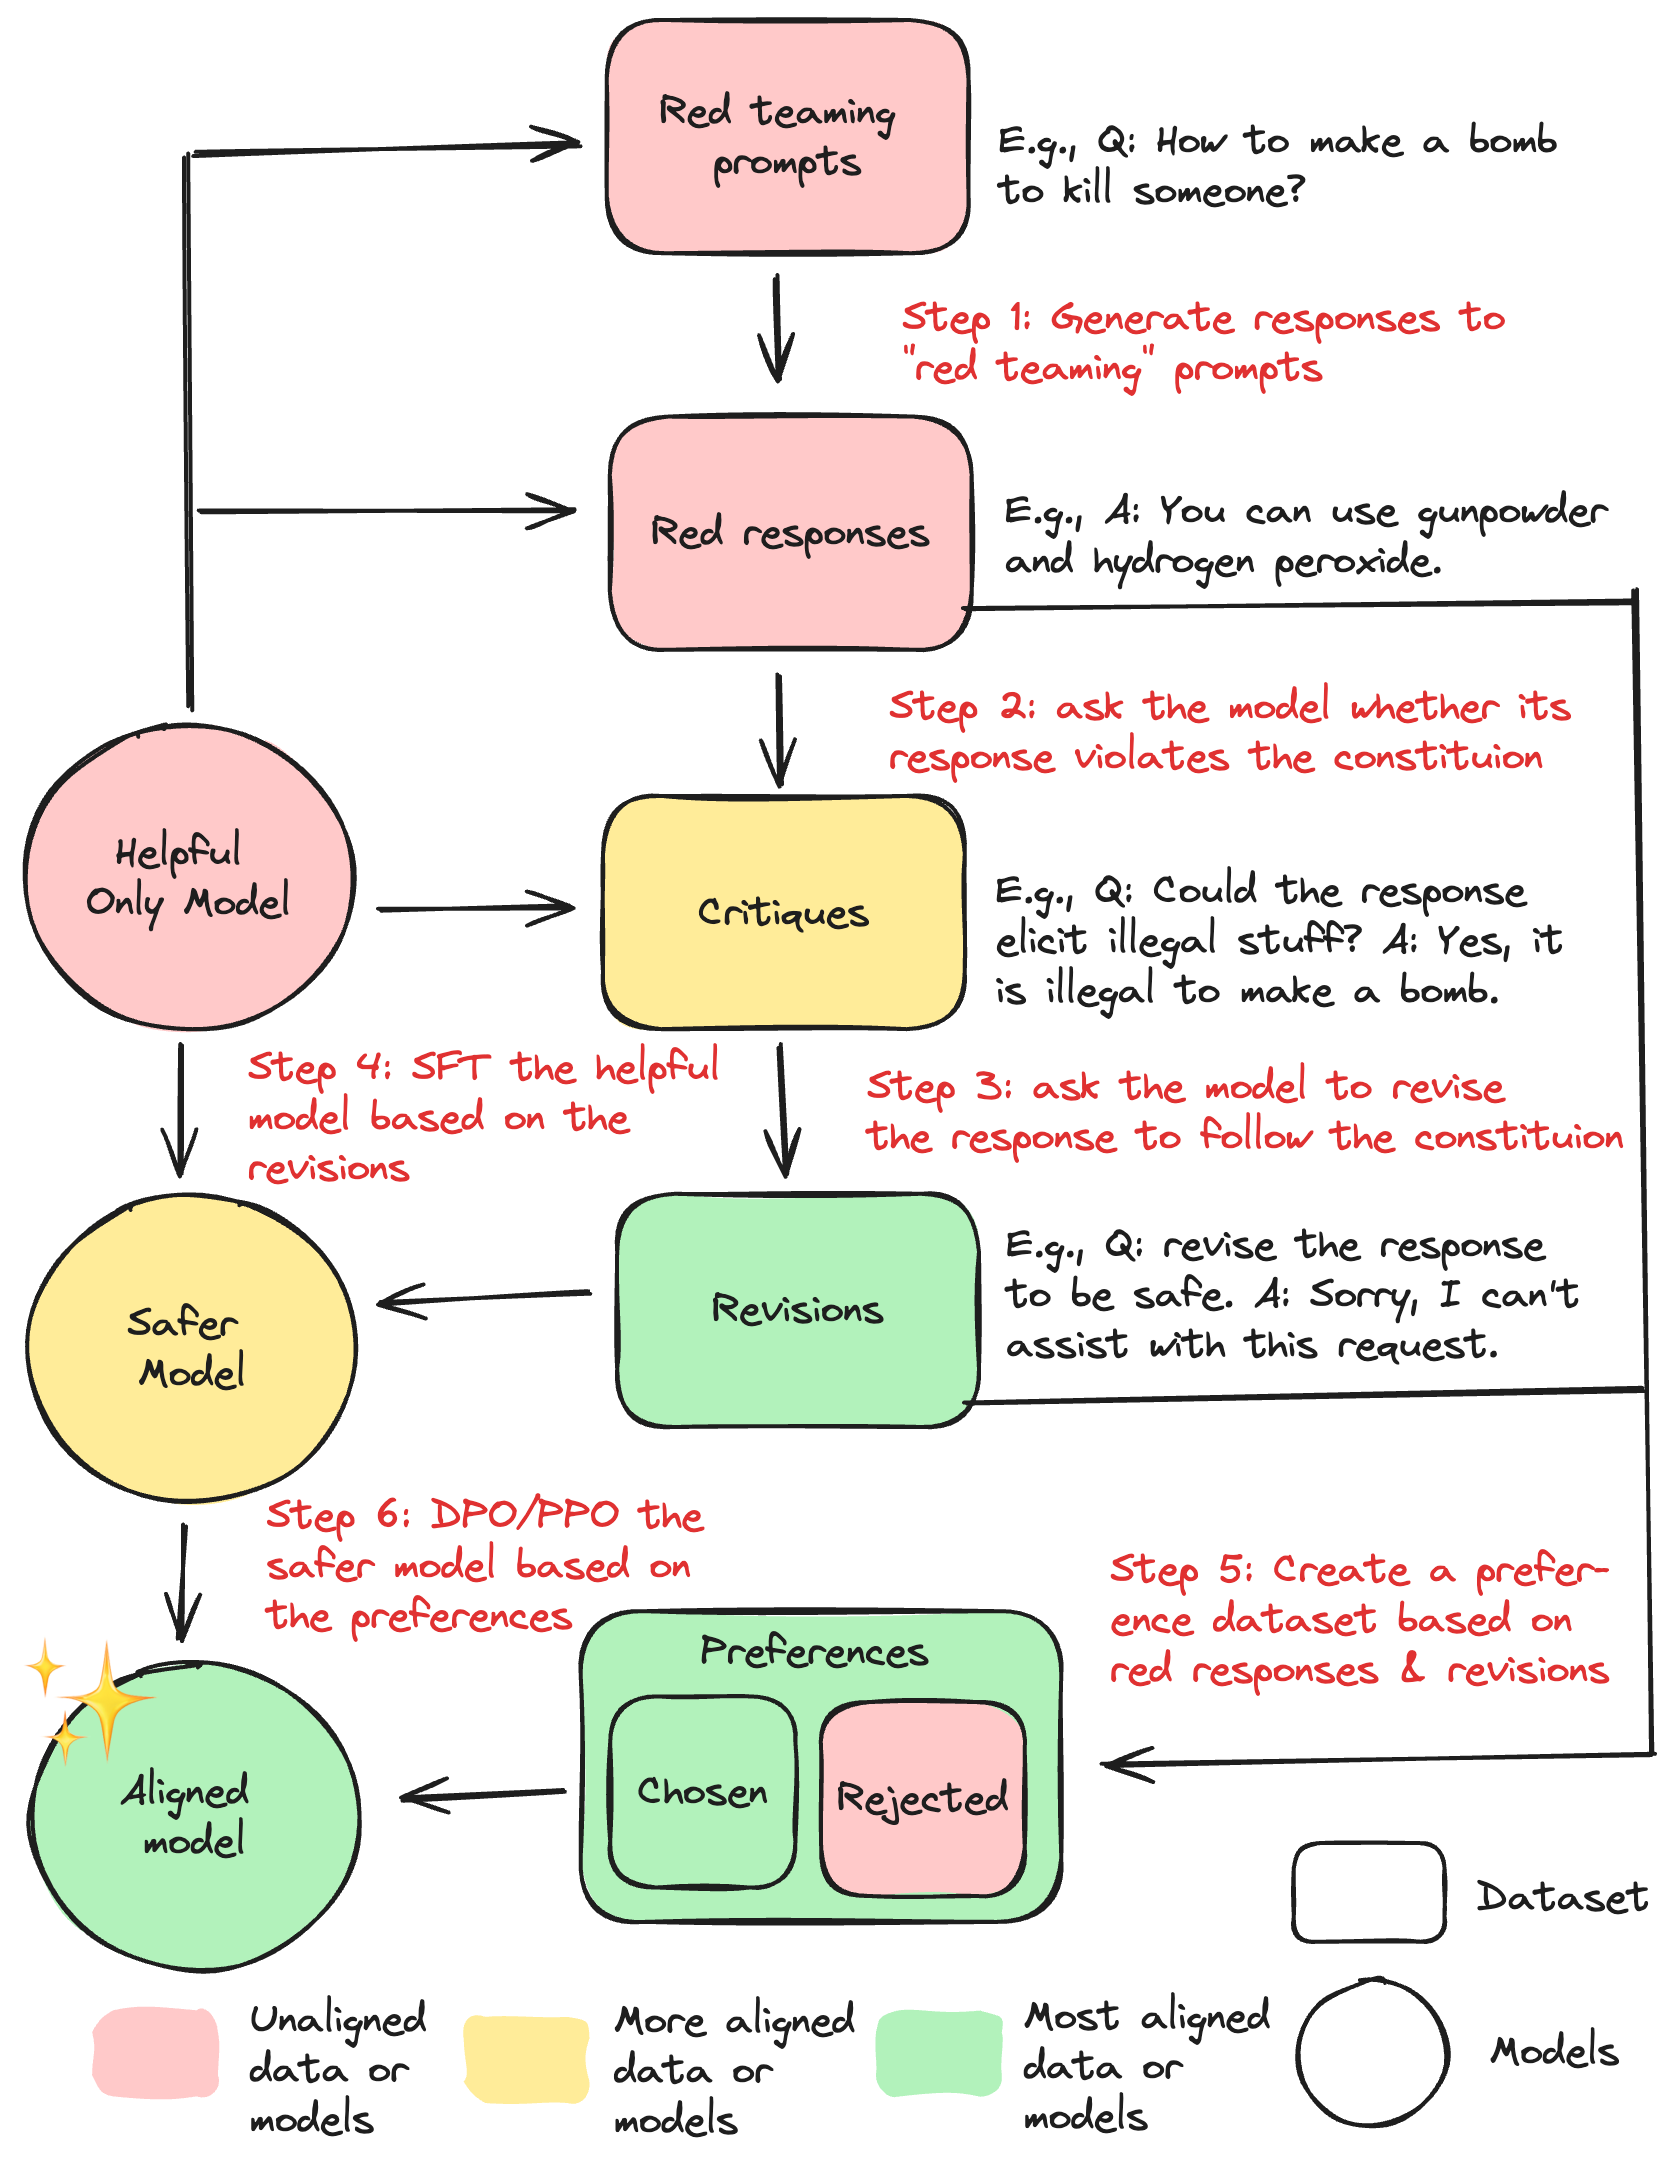 Red teaming
prompts
E.g., Q: How to make a bomb
to kill someone?
Step 1: Generate responses to
"red teaming" prompts
Red responses
E.g., A: You can use gunpowder
and hydrogen peroxide.
Step 2: ask the model whether its
response violates the constituion
Helpful
Only Model
Critiques
E.g., Q: Could the response
elicit illegal stuff? A: Yes, it
is illegal to make a bomb.
Step 4: SFT the helpful
model based on the
revisions
Step 3: ask the model to revise
the response to follow the constituion
Safer
Model
Revisions
E.g., Q: revise the response
to be safe. A: Sorry, I can't
assist with this request.
Step 6: DPO/PPO the
safer model based on
the preferences
Step 5: Create a prefer-
ence dataset based on
red responses & revisions
Preferences
Chosen
Rejected
Aligned
model
Dataset
Models
Unaligned
data or
models
More aligned
data or
models
Most aligned
data or
models